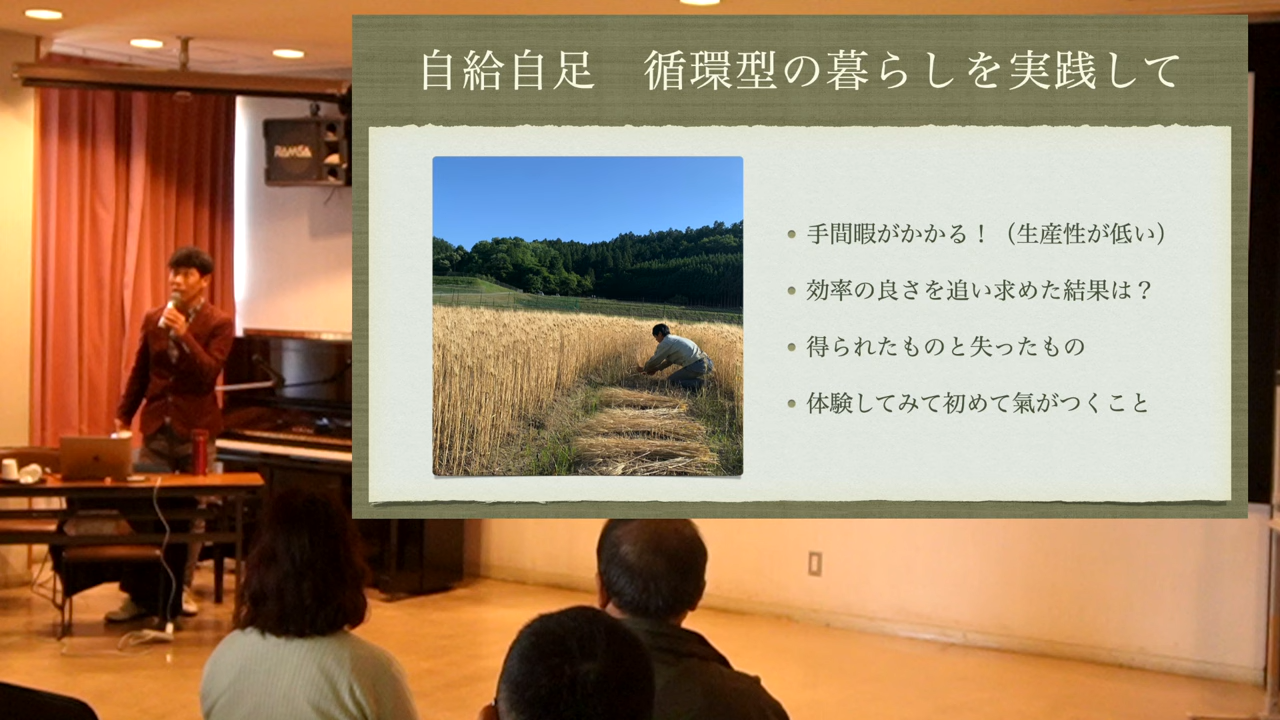 自給自足　循環型の暮らしを実践して
・手間暇がかかる！（生産性が低い）
・効率の良さを追い求めた結果は？
・得られたものと失ったもの
・体験してみて初めて氣がつくこと
RAMSA